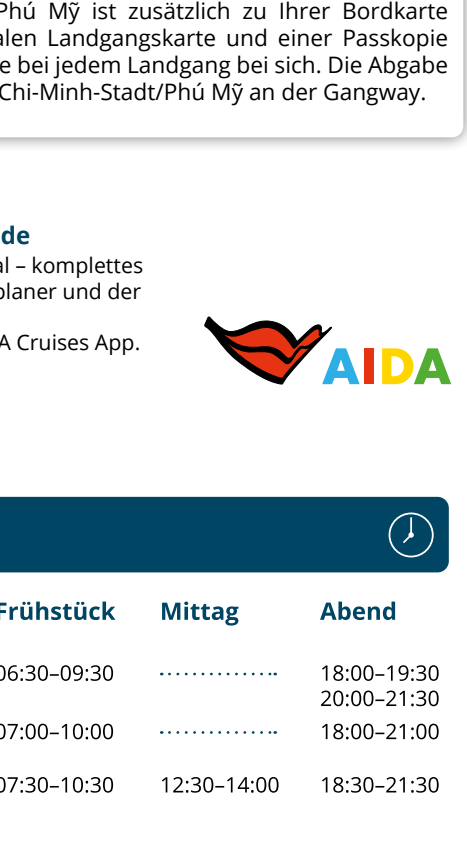 Phú Mỹ ist zusätzlich zu Ihrer Bordkarte
alen Landgangskarte und einer Passkopie
e bei jedem Landgang bei sich. Die Abgabe
Chi-Minh-Stadt/Phú Mỹ an der Gangway.
de
al – komplettes
planer und der
A Cruises App.
AIDA
Frühstück Mittag Abend
06:30–09:30 18:00–19:30
20:00–21:30
07:00–10:00 18:00–21:00
07:30–10:30 12:30–14:00 18:30–21:30